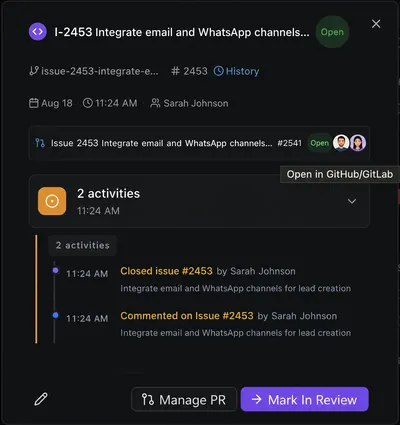 I-2453 Integrate email and WhatsApp channels... Open
issue-2453-integrate-e... # 2453 History
Aug 18 11:24 AM Sarah Johnson
Issue 2453 Integrate email and WhatsApp channels... #2541 Open
Open in GitHub/GitLab
2 activities
11:24 AM
2 activities
11:24 AM Closed issue #2453 by Sarah Johnson
Integrate email and WhatsApp channels for lead creation
11:24 AM Commented on Issue #2453 by Sarah Johnson
Integrate email and WhatsApp channels for lead creation
Manage PR Mark In Review